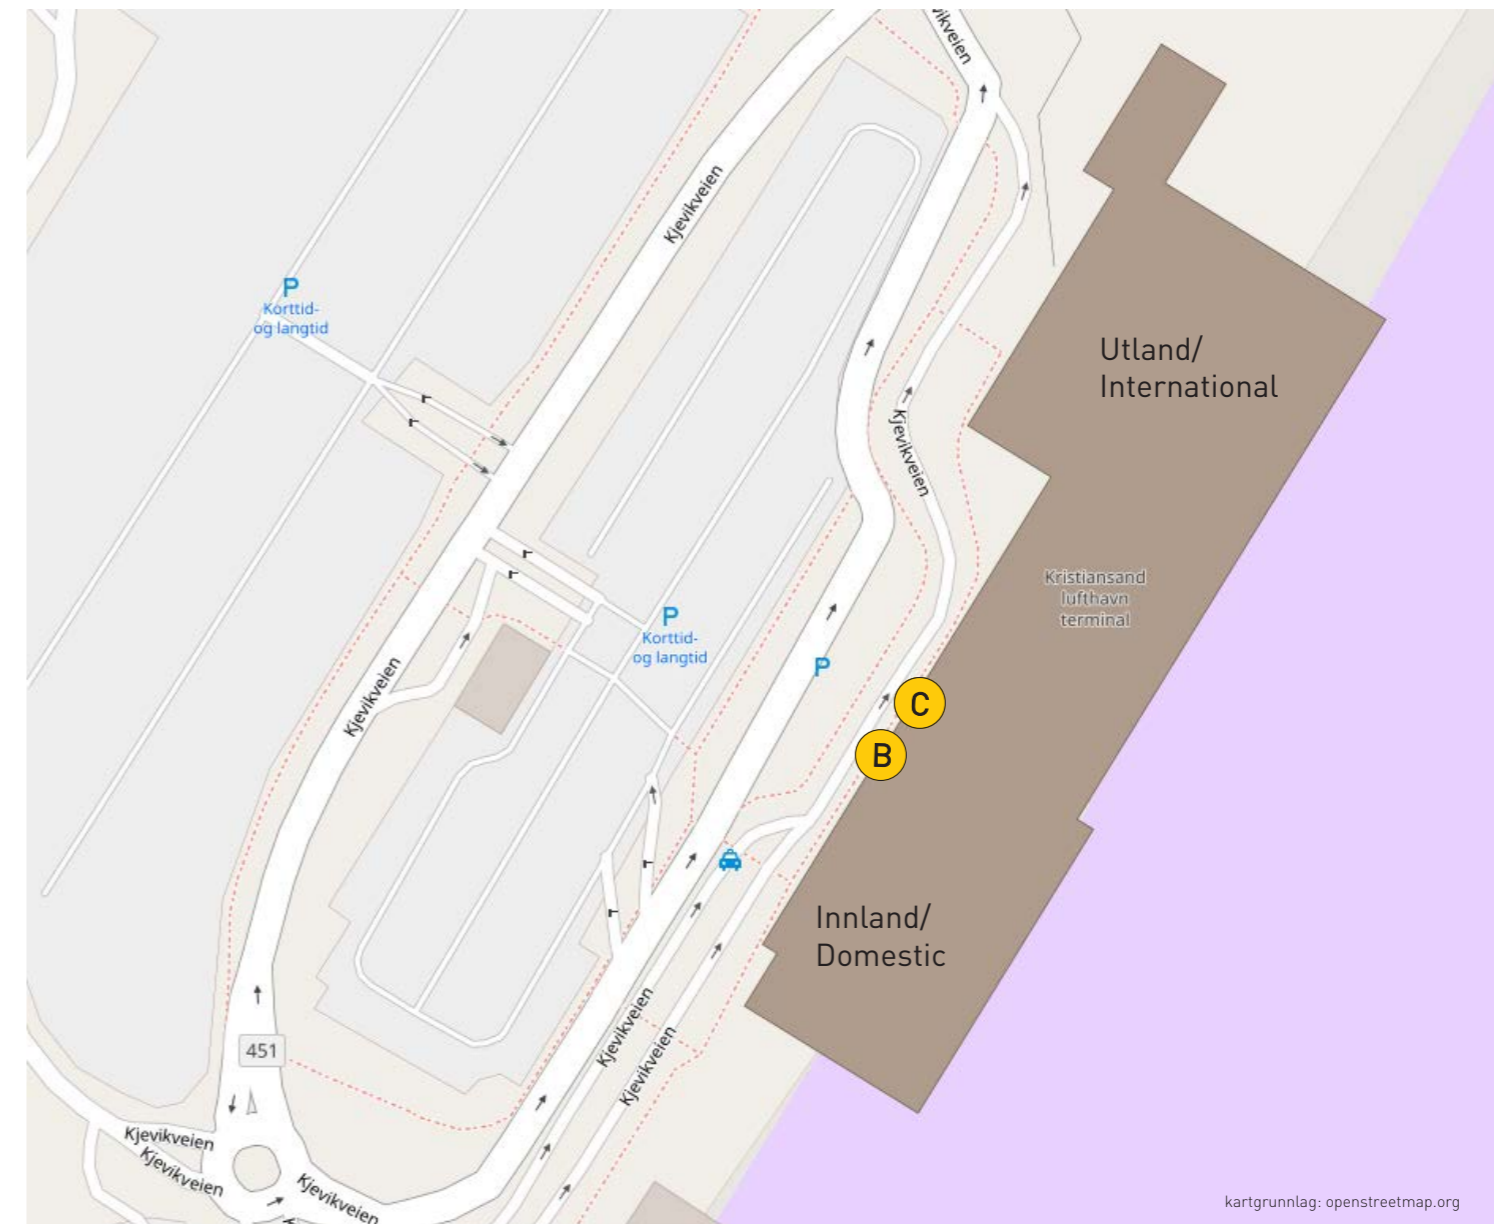 Kjevikveien
Kjevikveien
P
Korttid-
og langtid
Utland/
International
Kjevikveien
Kristiansand
lufthavn
terminal
P
Korttid-
og langtid
P
Kjevikveien
C
B
Innland/
Domestic
Kjevikveien
Kjevikveien
451
Kjevikveien
Kjevikveien
Kjevikveien
kartgrunnlag: openstreetmap.org